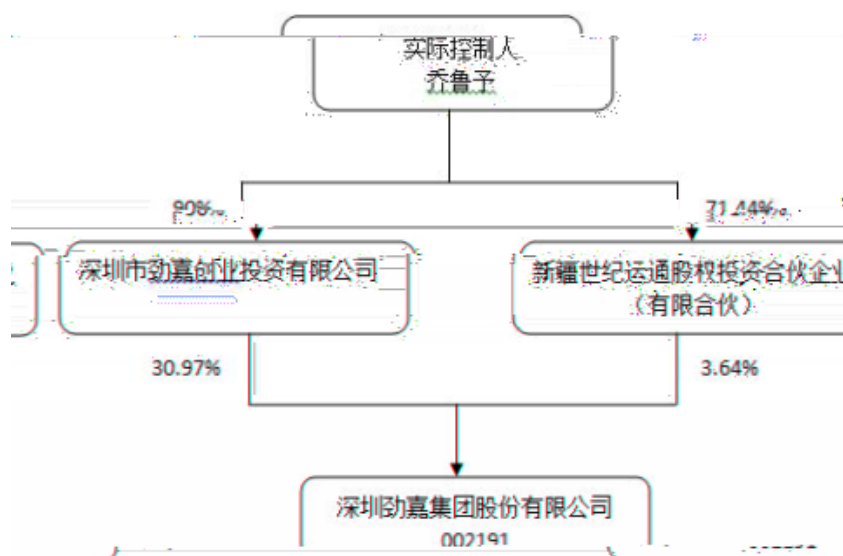 实际控制人
乔鲁予
90%
71.44%
深圳市劲嘉创业投资有限公司
新疆世纪运通股权投资合伙企业
（有限合伙）
30.97%
3.64%
深圳劲嘉集团股份有限公司
002191